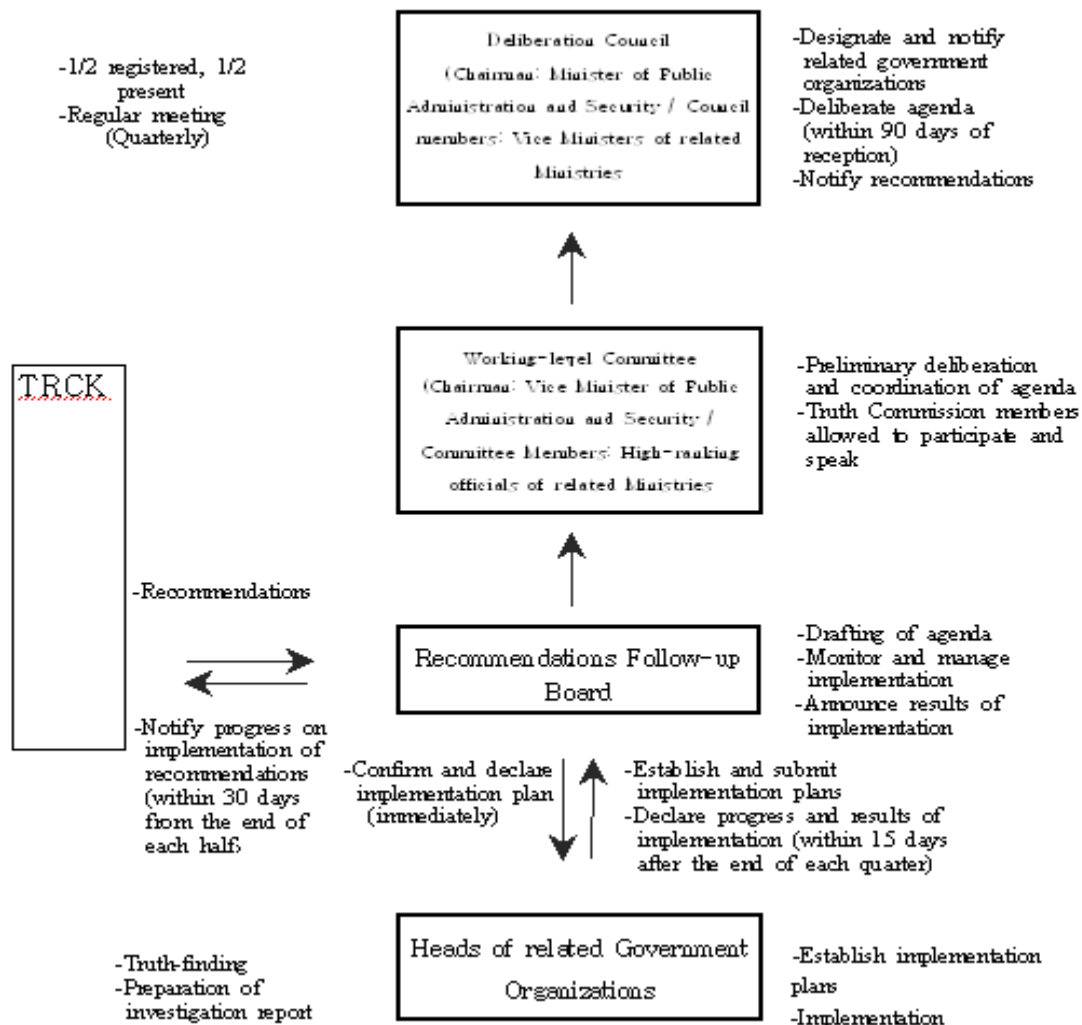 Deliberation Council
(Chairman: Minister of Public
Administration and Security / Council
members: Vice Ministers of related
Ministries
-1/2 registered, 1/2
present
-Regular meeting
(Quarterly)
-Designate and notify
related government
organizations
-Deliberate agenda
(within 90 days of
reception)
-Notify recommendations
Working-level Committee
(Chairman: Vice Minister of Public
Administration and Security /
Committee Members: High-ranking
officials of related Ministries
-Preliminary deliberation
and coordination of agenda
-Truth Commission members
allowed to participate and
speak
TRCK
-Recommendations
-Notify progress on
implementation of
recommendations
(within 30 days
from the end of
each half)
Recommendations Follow-up
Board
-Drafting of agenda
-Monitor and manage
implementation
-Announce results of
implementation
-Confirm and declare
implementation plan
(immediately)
-Establish and submit
implementation plans
-Declare progress and results of
implementation (within 15 days
after the end of each quarter)
Heads of related Government
Organizations
-Truth-finding
-Preparation of
investigation report
-Establish implementation
plans
-Implementation